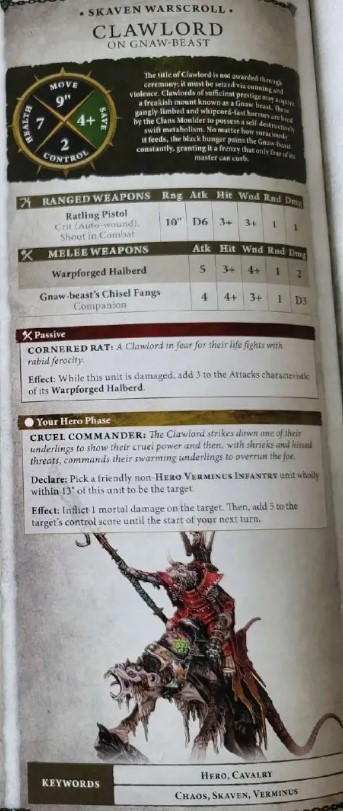 • SKAVEN WARSCROLL •
CLAWLORD
ON GNAW-BEAST
MOVE
9"
HEALTH
7
4+
SAVE
2
CONTROL
The title of Clawlord is not awarded through
ceremony; it must be seized via cunning and
violence. Clawlords of sufficient prestige may acquire
a freakish mount known as a Gnaw-beast. These
gangly-limbed and whipcord-fast horrors are bred
by the Clans Moulder to possess a self-destructively
swift metabolism. No matter how voraciously
it feeds, the black hunger pains the Gnaw-beast
constantly, granting it a frenzy that only fear of its
master can curb.
RANGED WEAPONS Rng Atk Hit Wnd Rnd Dmg
Ratling Pistol
Crit (Auto-wound),
Shoot in Combat
10" D6 3+ 3+ 1 1
MELEE WEAPONS Atk Hit Wnd Rnd Dmg
Warpforged Halberd 5 3+ 4+ 1 2
Gnaw-beast's Chisel Fangs
Companion
4 4+ 3+ 1 D3
Passive
CORNERED RAT: A Clawlord in fear for their life fights with
rabid ferocity.
Effect: While this unit is damaged, add 3 to the Attacks characteristic
of its Warpforged Halberd.
Your Hero Phase
CRUEL COMMANDER: The Clawlord strikes down one of their
underlings to show their cruel power and then, with shrieks and hissed
threats, commands their swarming underlings to overrun the foe.
Declare: Pick a friendly non-HERO VERMINUS INFANTRY unit wholly
within 13" of this unit to be the target.
Effect: Inflict 1 mortal damage on the target. Then, add 5 to the
target's control score until the start of your next turn.
KEYWORDS
HERO, CAVALRY
CHAOS, SKAVEN, VERMINUS